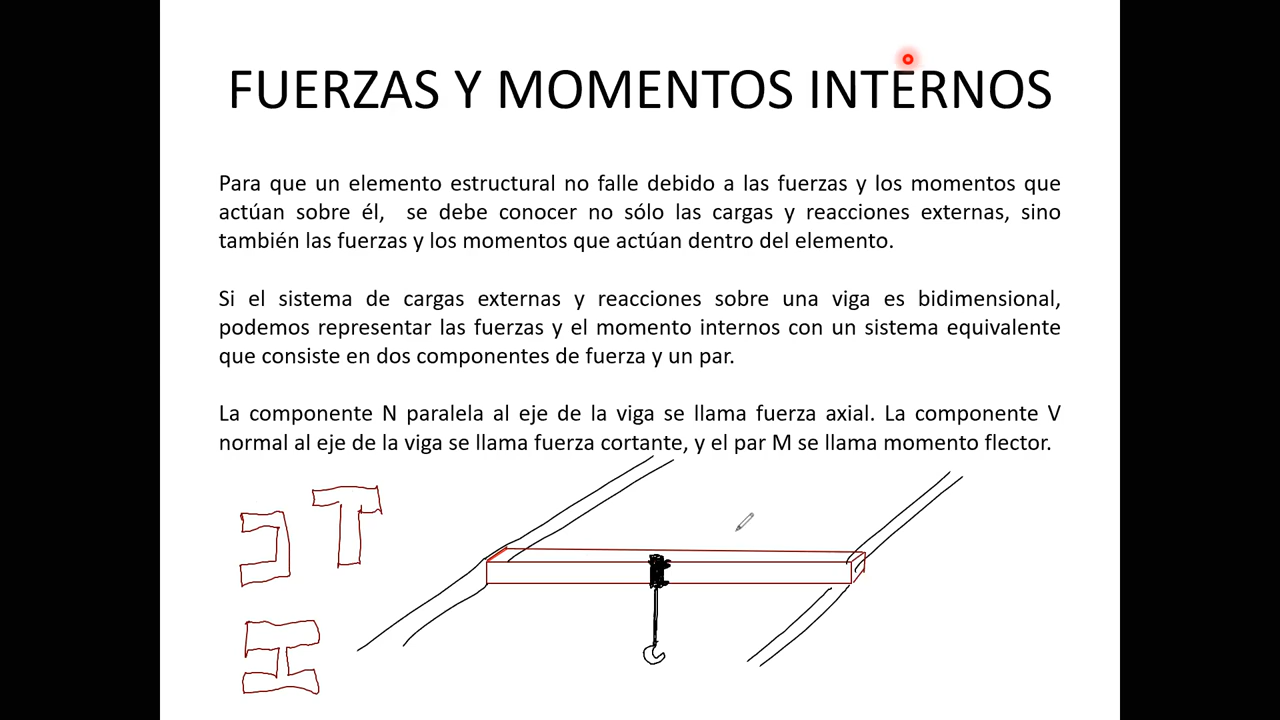 FUERZAS Y MOMENTOS INTERNOS
Para que un elemento estructural no falle debido a las fuerzas y los momentos que
actúan sobre él, se debe conocer no sólo las cargas y reacciones externas, sino
también las fuerzas y los momentos que actúan dentro del elemento.
Si el sistema de cargas externas y reacciones sobre una viga es bidimensional,
podemos representar las fuerzas y el momento internos con un sistema equivalente
que consiste en dos componentes de fuerza y un par.
La componente N paralela al eje de la viga se llama fuerza axial. La componente V
normal al eje de la viga se llama fuerza cortante, y el par M se llama momento flector.